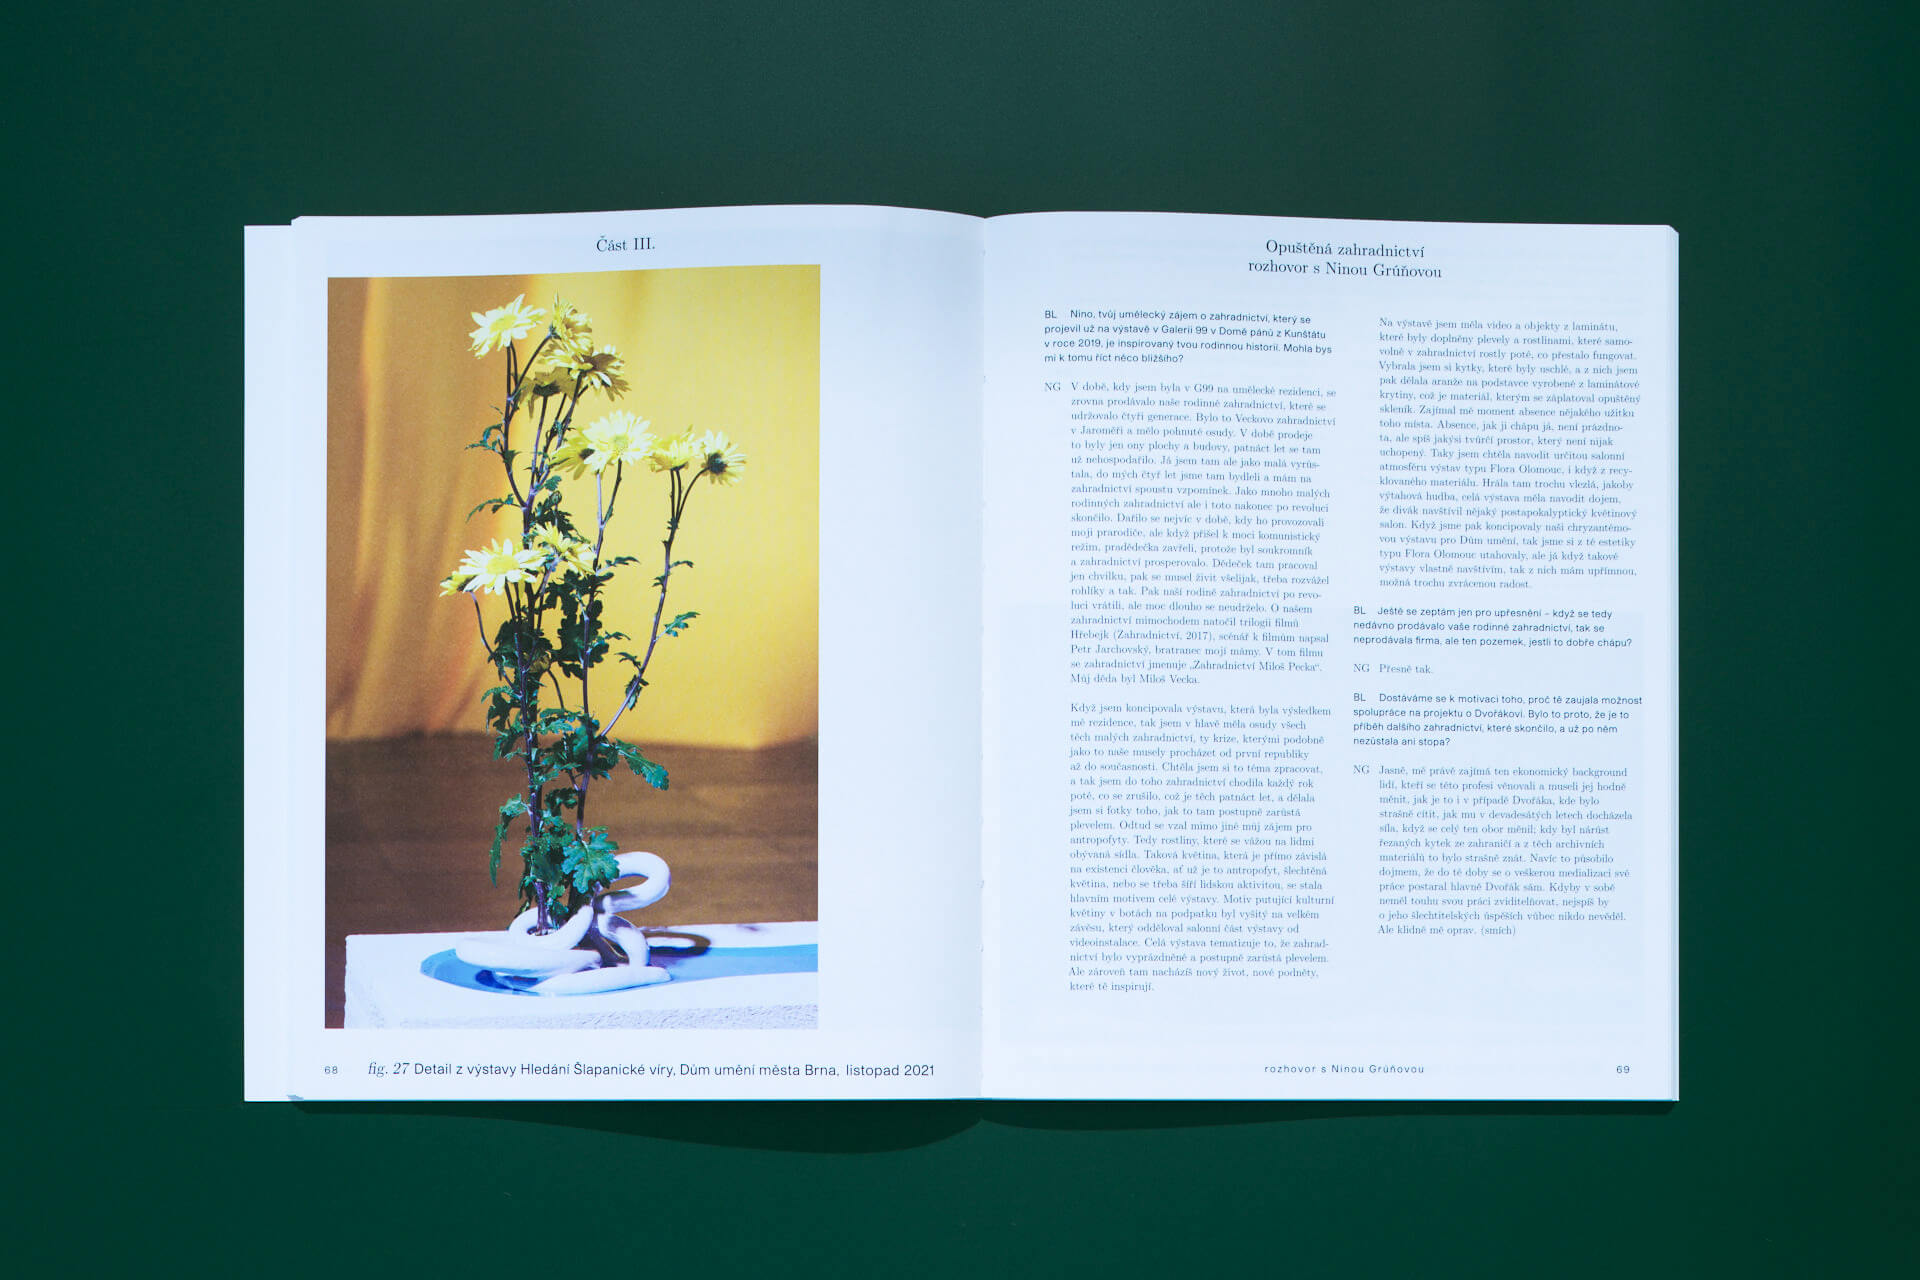 Část III.
68 fig. 27 Detail z výstavy Hledání Šlapanické víry, Dům umění města Brna, listopad 2021
Opuštěná zahradnictví
rozhovor s Ninou Grúňovou
BL Nino, tvůj umělecký zájem o zahradnictví, který se
projevil už na výstavě v Galerii 99 v Domě pánů z Kunštátu
v roce 2019, je inspirovaný tvou rodinnou historií. Mohla bys
mi k tomu říct něco bližšího?
NG V době, kdy jsem byla v G99 na umělecké rezidenci, se
zrovna prodávalo naše rodinné zahradnictví, které se
udržovalo čtyři generace. Bylo to Veckovo zahradnictví
v Jaroměři a mělo pohnuté osudy. V době prodeje
to byly jen ony plochy a budovy, patnáct let se tam
už nehospodařilo. Já jsem tam ale jako malá vyrůs-
tala, do mých čtyř let jsme tam bydleli a mám na
zahradnictví spoustu vzpomínek. Jako mnoho malých
rodinných zahradnictví ale i toto nakonec po revoluci
skončilo. Dařilo se nejvíc v době, kdy ho provozovali
moji prarodiče, ale když přišel k moci komunistický
režim, pradědečka zavřeli, protože byl soukromník
a zahradnictví prosperovalo. Dědeček tam pracoval
jen chvilku, pak se musel živit všelijak, třeba rozvážel
rohlíky a tak. Pak naší rodině zahradnictví po revo-
luci vrátili, ale moc dlouho se neudrželo. O našem
zahradnictví mimochodem natočil trilogii filmů
Hřebejk (Zahradnictví, 2017), scénář k filmům napsal
Petr Jarchovský, bratranec mojí mámy. V tom filmu
se zahradnictví jmenuje „Zahradnictví Miloš Pecka“.
Můj děda byl Miloš Vecka.
Když jsem koncipovala výstavu, která byla výsledkem
mé rezidence, tak jsem v hlavě měla osudy všech
těch malých zahradnictví, ty krize, kterými podobně
jako to naše musely procházet od první republiky
až do současnosti. Chtěla jsem si to téma zpracovat,
a tak jsem do toho zahradnictví chodila každý rok
poté, co se zrušilo, což je těch patnáct let, a dělala
jsem si fotky toho, jak to tam postupně zarůstá
plevelem. Odtud se vzal mimo jiné můj zájem pro
antropofyty. Tedy rostliny, které se vážou na lidmi
obývaná sídla. Taková květina, která je přímo závislá
na existenci člověka, ať už je to antropofyt, šlechtěná
květina, nebo se třeba šíří lidskou aktivitou, se stala
hlavním motivem celé výstavy. Motiv putující kulturní
květiny v botách na podpatku byl vyšitý na velkém
závěsu, který odděloval salonní část výstavy od
videoinstalace. Celá výstava tematizuje to, že zahrad-
nictví bylo vyprázdněné a postupně zarůstá plevelem.
Ale zároveň tam nacházíš nový život, nové podněty,
které tě inspirují.
Na výstavě jsem měla video a objekty z laminátu,
které byly doplněny plevely a rostlinami, které samo-
volně v zahradnictví rostly poté, co přestalo fungovat.
Vybrala jsem si kytky, které byly uschlé, a z nich jsem
pak dělala aranže na podstavce vyrobené z laminátové
krytiny, což je materiál, kterým se záplatoval opuštěný
skleník. Zajímal mě moment absence nějakého užitku
toho místa. Absence, jak ji chápu já, není prázdno-
ta, ale spíš jakýsi tvůrčí prostor, který není nijak
uchopený. Taky jsem chtěla navodit určitou salonní
atmosféru výstav typu Flora Olomouc, i když z recy-
klovaného materiálu. Hrála tam trochu vlezlá, jakoby
výtahová hudba, celá výstava měla navodit dojem,
že divák navštívil nějaký postapokalyptický květinový
salon. Když jsme pak koncipovaly naši chryzantémo-
vou výstavu pro Dům umění, tak jsme si z té estetiky
typu Flora Olomouc utahovaly, ale já když takové
výstavy vlastně navštívím, tak z nich mám upřímnou,
možná trochu zvrácenou radost.
BL Ještě se zeptám jen pro upřesnění – když se tedy
nedávno prodávalo vaše rodinné zahradnictví, tak se
neprodávala firma, ale ten pozemek, jestli to dobře chápu?
NG Přesně tak.
BL Dostáváme se k motivaci toho, proč tě zaujala možnost
spolupráce na projektu o Dvořákovi. Bylo to proto, že je to
příběh dalšího zahradnictví, které skončilo, a už po něm
nezůstala ani stopa?
NG Jasně, mě právě zajímá ten ekonomický background
lidí, kteří se této profesi věnovali a museli jej hodně
měnit, jak je to i v případě Dvořáka, kde bylo
strašně cítit, jak mu v devadesátých letech docházela
síla, když se celý ten obor měnil; kdy byl nárůst
řezaných kytek ze zahraničí a z těch archivních
materiálů to bylo strašně znát. Navíc to působilo
dojmem, že do té doby se o veškerou medializaci své
práce postaral hlavně Dvořák sám. Kdyby v sobě
neměl touhu svou práci zviditelňovat, nejspíš by
o jeho šlechtitelských úspěších vůbec nikdo nevěděl.
Ale klidně mě oprav. (smích)
rozhovor s Ninou Grúňovou 69